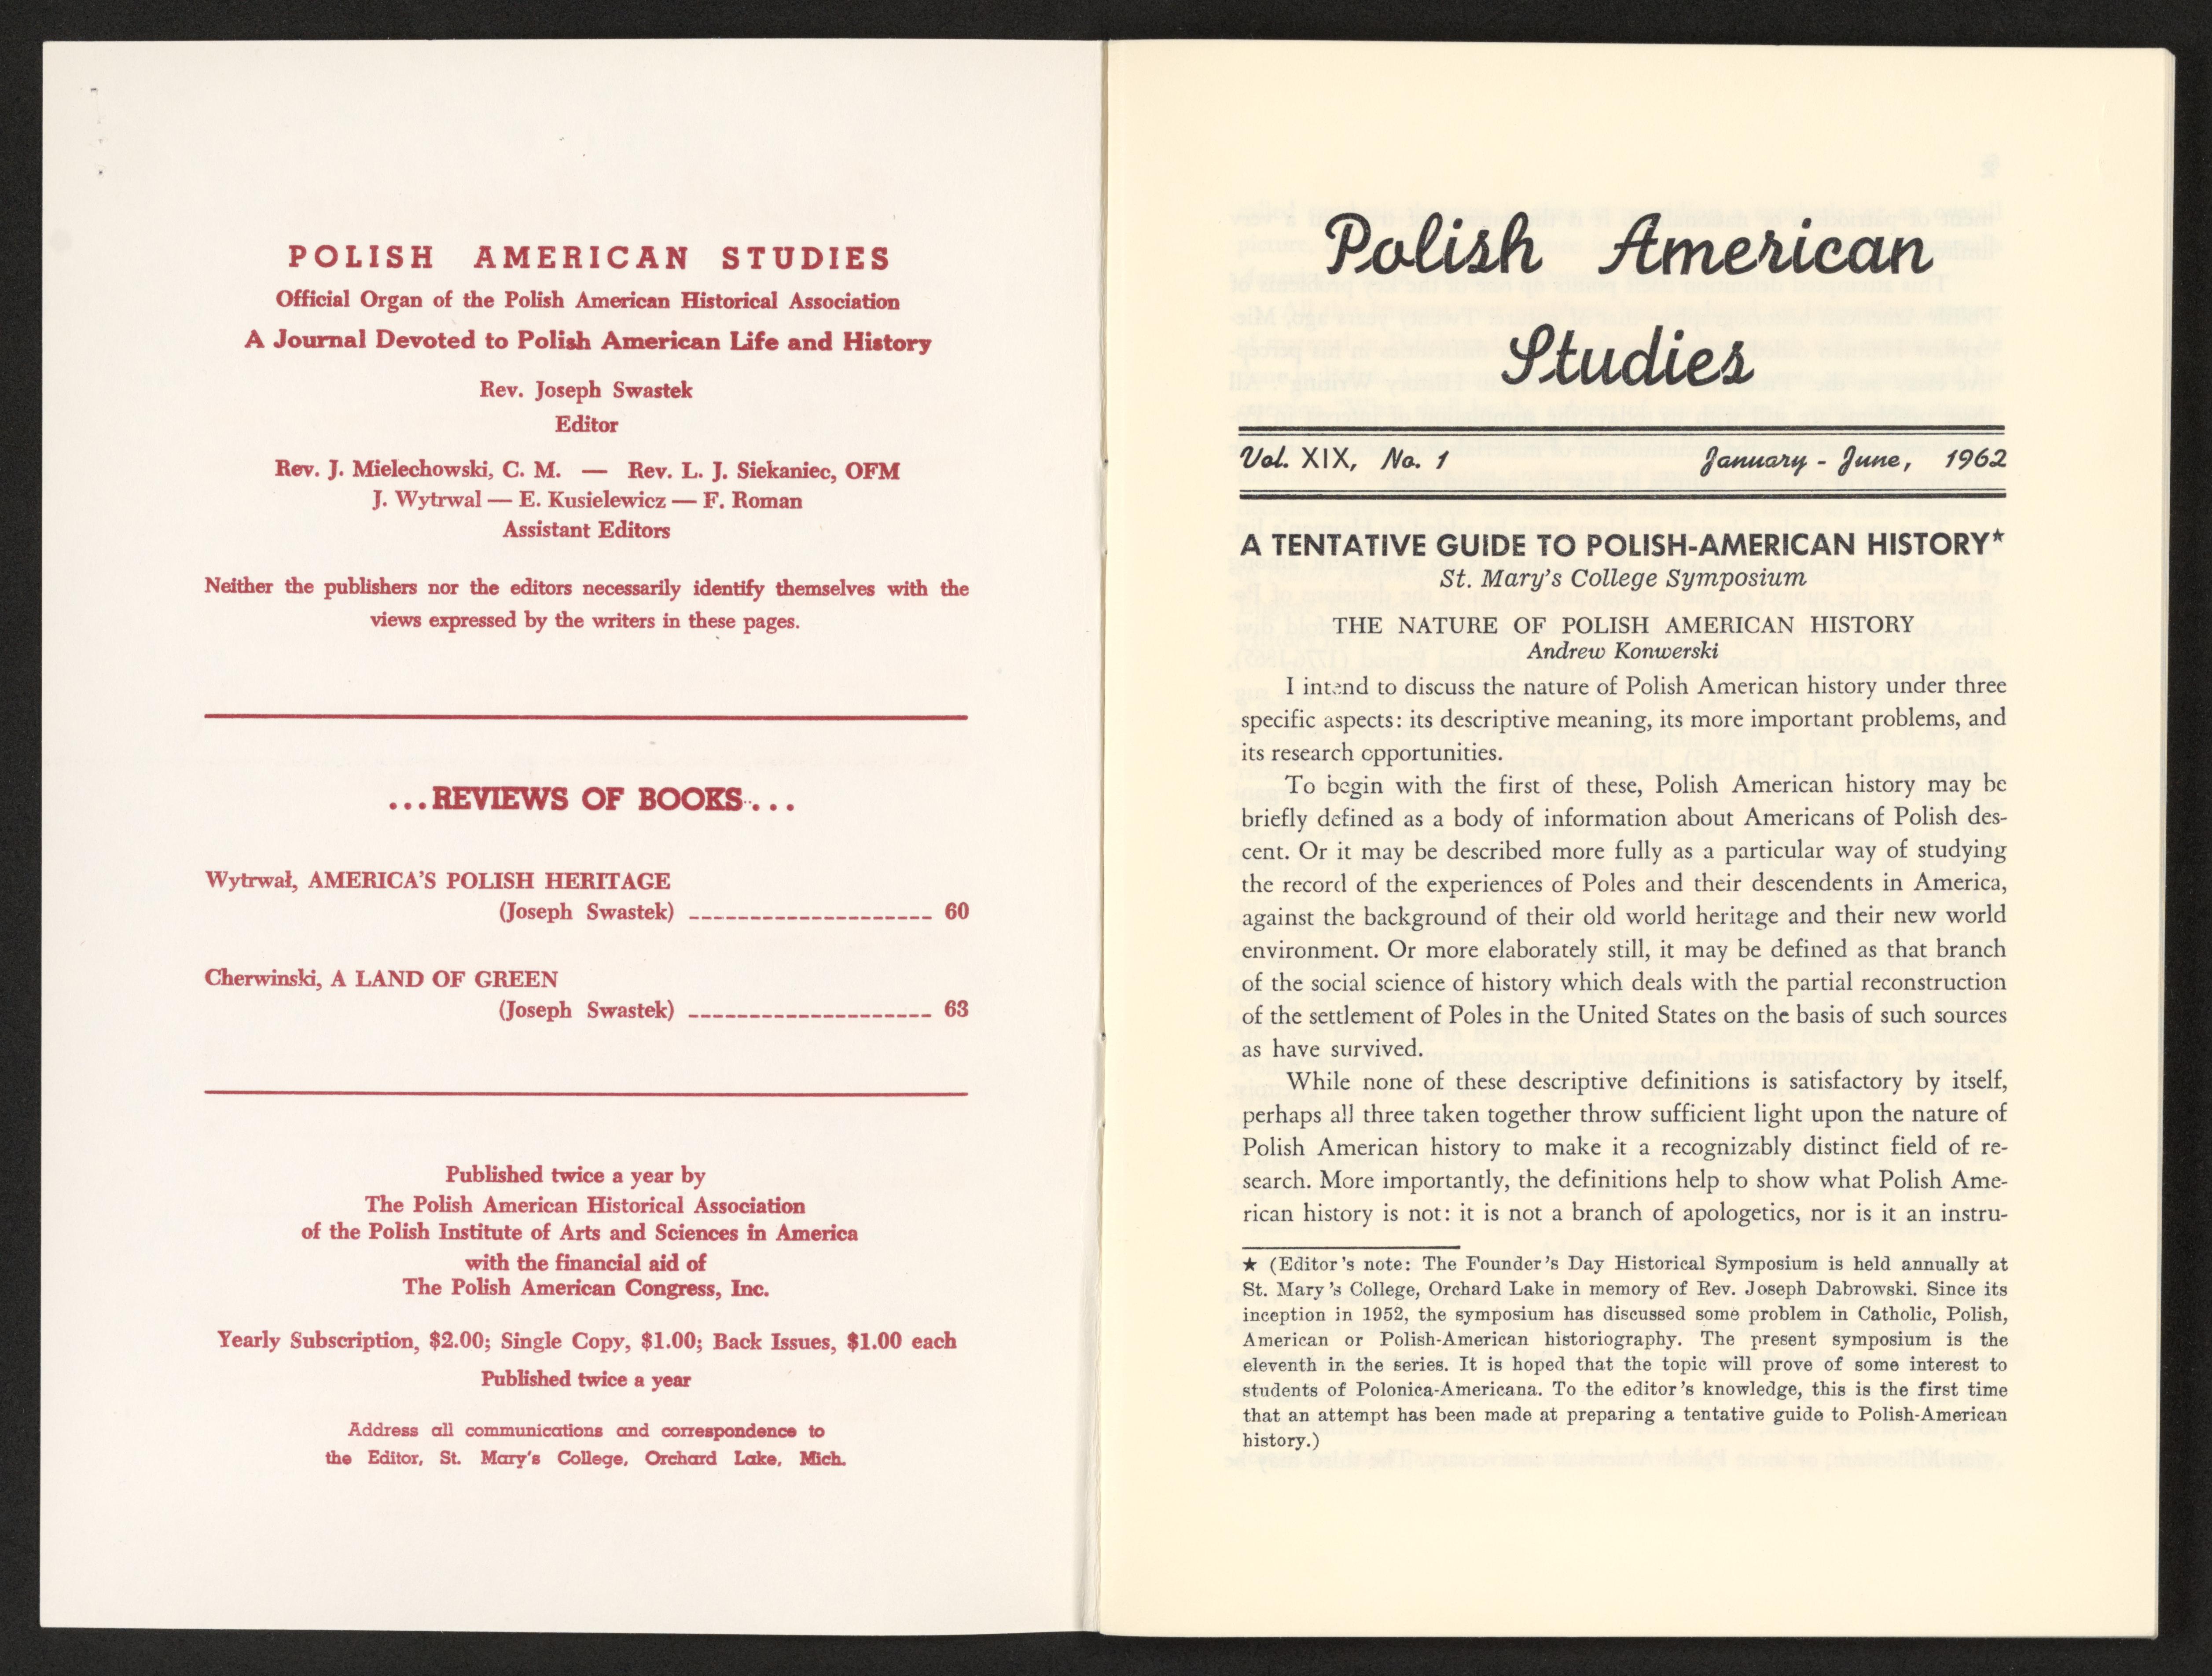 POLISH AMERICAN STUDIES
Official Organ of the Polish American Historical Association
A Journal Devoted to Polish American Life and History
Rev. Joseph Swastek
Editor
Rev. J. Mielechowski, C. M. — Rev. L. J. Siekaniec, OFM
J. Wytrwal — E. Kusielewicz — F. Roman
Assistant Editors
Neither the publishers nor the editors necessarily identify themselves with the
views expressed by the writers in these pages.
...REVIEWS OF BOOKS...
Wytrwał, AMERICA'S POLISH HERITAGE
(Joseph Swastek) -------------------- 60
Cherwinski, A LAND OF GREEN
(Joseph Swastek) -------------------- 63
Published twice a year by
The Polish American Historical Association
of the Polish Institute of Arts and Sciences in America
with the financial aid of
The Polish American Congress, Inc.
Yearly Subscription, $2.00; Single Copy, $1.00; Back Issues, $1.00 each
Published twice a year
Address all communications and correspondence to
the Editor, St. Mary's College, Orchard Lake, Mich.
Polish American
Studies
Vol. XIX, No. 1 January - June, 1962
A TENTATIVE GUIDE TO POLISH-AMERICAN HISTORY★
St. Mary's College Symposium
THE NATURE OF POLISH AMERICAN HISTORY
Andrew Konwerski
I intend to discuss the nature of Polish American history under three
specific aspects: its descriptive meaning, its more important problems, and
its research opportunities.
To begin with the first of these, Polish American history may be
briefly defined as a body of information about Americans of Polish des-
cent. Or it may be described more fully as a particular way of studying
the record of the experiences of Poles and their descendents in America,
against the background of their old world heritage and their new world
environment. Or more elaborately still, it may be defined as that branch
of the social science of history which deals with the partial reconstruction
of the settlement of Poles in the United States on the basis of such sources
as have survived.
While none of these descriptive definitions is satisfactory by itself,
perhaps all three taken together throw sufficient light upon the nature of
Polish American history to make it a recognizably distinct field of re-
search. More importantly, the definitions help to show what Polish Ame-
rican history is not: it is not a branch of apologetics, nor is it an instru-
★ (Editor's note: The Founder's Day Historical Symposium is held annually at
St. Mary's College, Orchard Lake in memory of Rev. Joseph Dabrowski. Since its
inception in 1952, the symposium has discussed some problem in Catholic, Polish,
American or Polish-American historiography. The present symposium is the
eleventh in the series. It is hoped that the topic will prove of some interest to
students of Polonica-Americana. To the editor's knowledge, this is the first time
that an attempt has been made at preparing a tentative guide to Polish-American
history.)